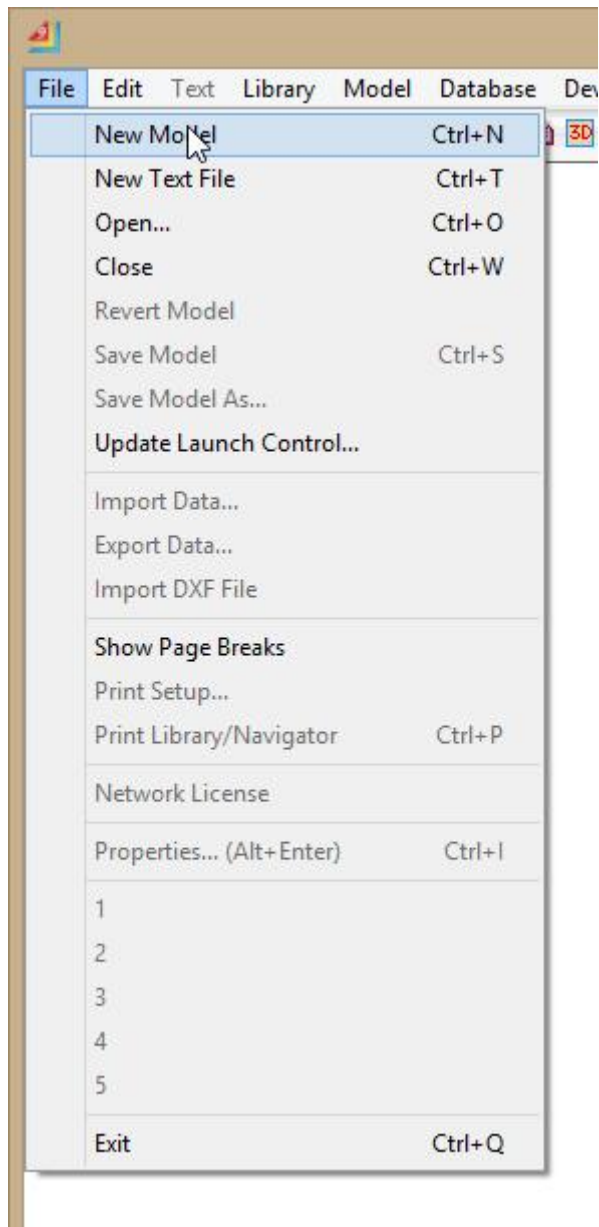 File Edit Text Library Model Database Dev
3D
New Model Ctrl+N
New Text File Ctrl+T
Open... Ctrl+O
Close Ctrl+W
Revert Model
Save Model Ctrl+S
Save Model As...
Update Launch Control...
Import Data...
Export Data...
Import DXF File
Show Page Breaks
Print Setup...
Print Library/Navigator Ctrl+P
Network License
Properties... (Alt+Enter) Ctrl+I
1
2
3
4
5
Exit Ctrl+Q